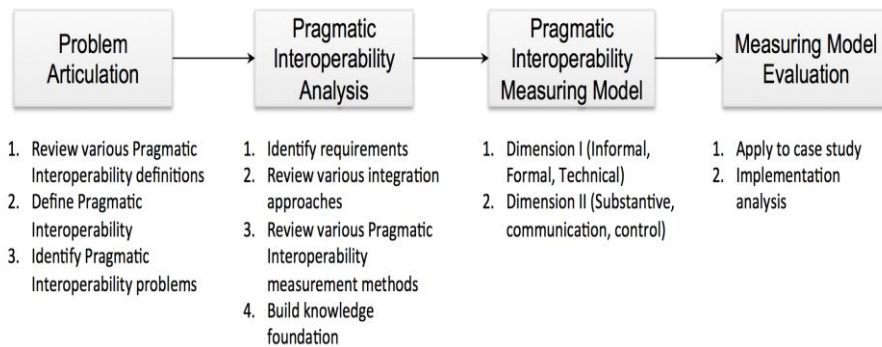 Problem
Articulation
Pragmatic
Interoperability
Analysis
Pragmatic
Interoperability
Measuring Model
Measuring Model
Evaluation
1. Review various Pragmatic
Interoperability definitions
2. Define Pragmatic
Interoperability
3. Identify Pragmatic
Interoperability problems
1. Identify requirements
2. Review various integration
approaches
3. Review various Pragmatic
Interoperability
measurement methods
4. Build knowledge
foundation
1. Dimension I (Informal,
Formal, Technical)
2. Dimension II (Substantive,
communication, control)
1. Apply to case study
2. Implementation
analysis